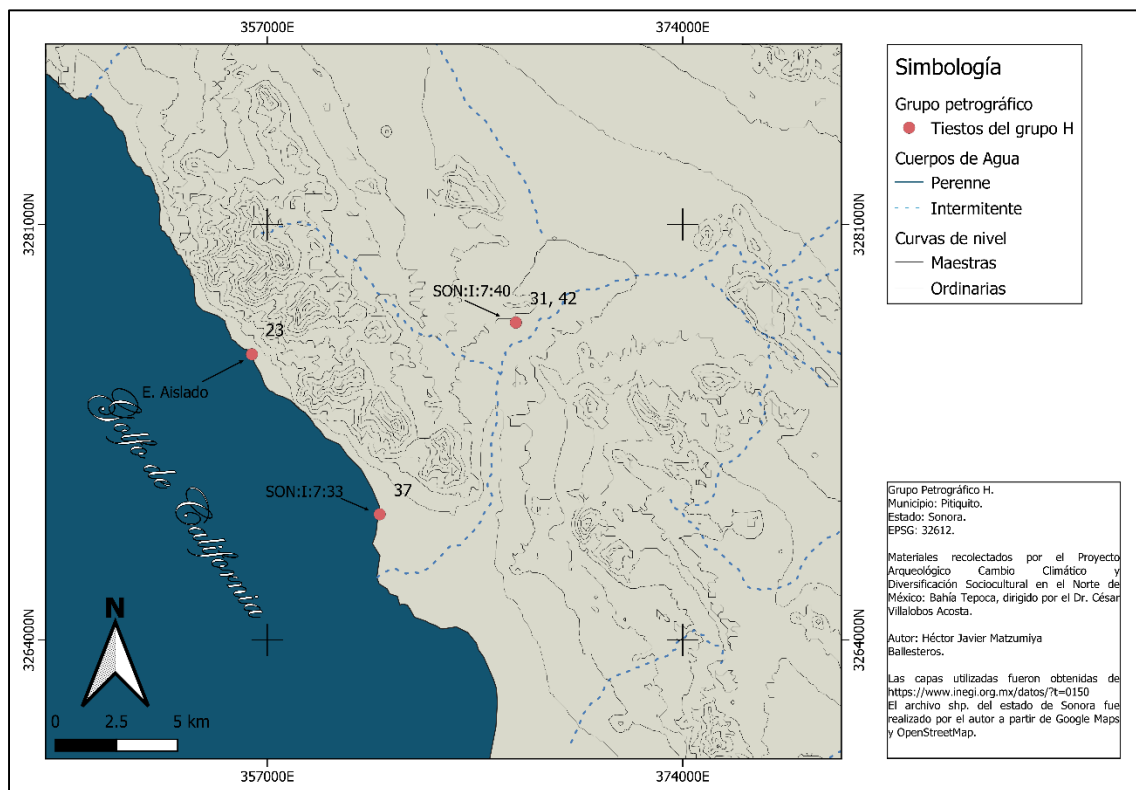 357000E
374000E
3281000N
3281000N
SON:I:7:40
31, 42
23
E. Aislado
Golfo de California
SON:I:7:33
37
3264000N
3264000N
N
0 2.5 5 km
357000E
374000E
Simbología
Grupo petrográfico
Tiestos del grupo H
Cuerpos de Agua
Perenne
Intermitente
Curvas de nivel
Maestras
Ordinarias
Grupo Petrográfico H.
Municipio: Pitiquito.
Estado: Sonora.
EPSG: 32612.
Materiales recolectados por el Proyecto
Arqueológico Cambio Climático y
Diversificación Sociocultural en el Norte de
México: Bahía Tepoca, dirigido por el Dr. César
Villalobos Acosta.
Autor: Héctor Javier Matzumiya
Ballesteros.
Las capas utilizadas fueron obtenidas de
https://www.inegi.org.mx/datos/?t=0150
El archivo shp. del estado de Sonora fue
realizado por el autor a partir de Google Maps
y OpenStreetMap.